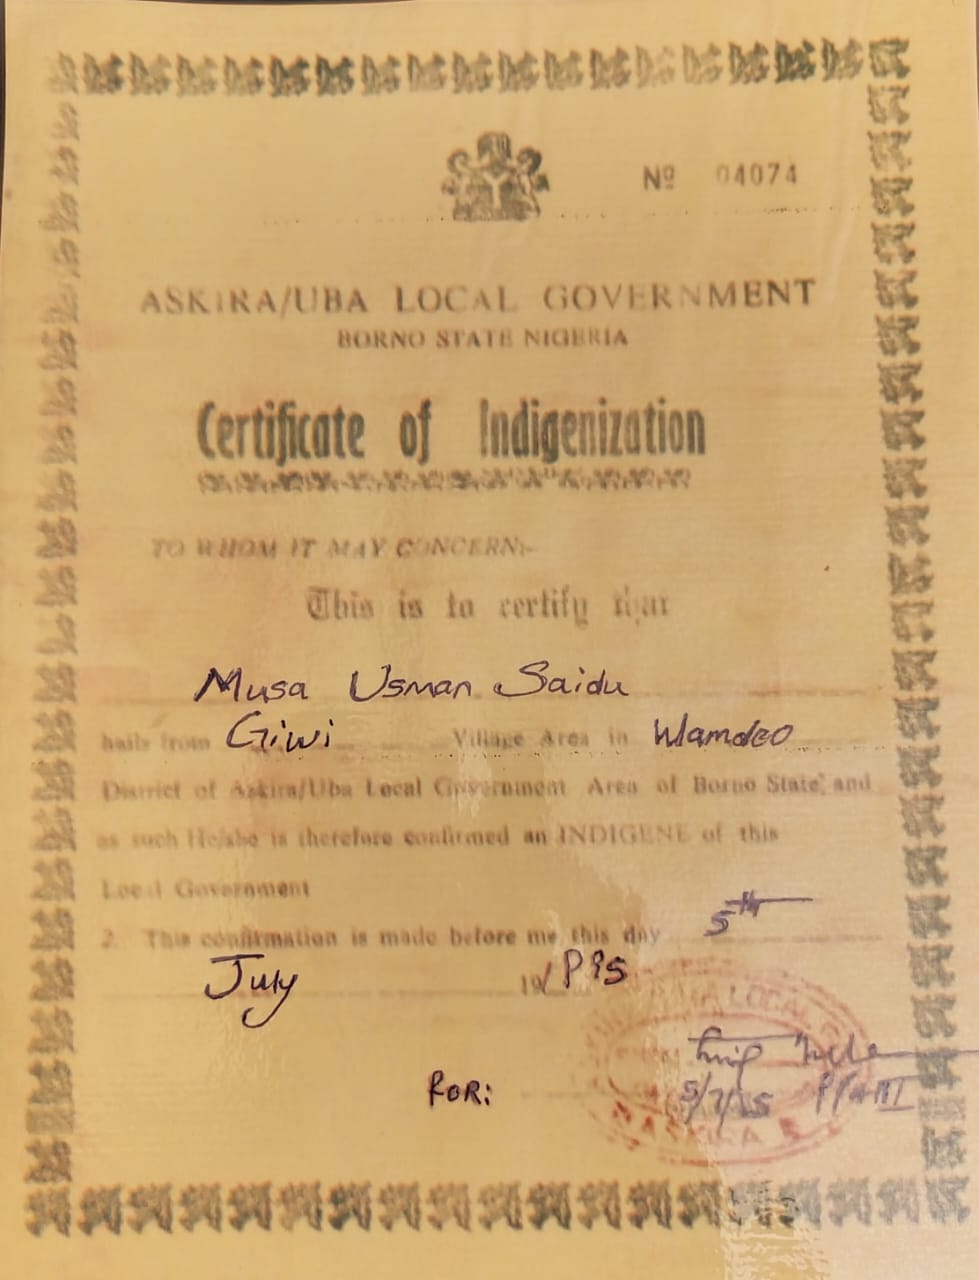 Nº 04074
ASKIRA/UBA LOCAL GOVERNMENT
BORNO STATE NIGERIA
Certificate of Indigenization
TO WHOM IT MAY CONCERN:-
This is to certify that
Musa Usman Saidu
hails from Giwi Village Area in Wamdeo
District of Askira/Uba Local Government Area of Borno State, and
as such He/she is therefore confirmed an INDIGENE of this
Local Government
2. This confirmation is made before me this day 5th
July 19
LOCAL
FOR:
5/7/
ASKIRA